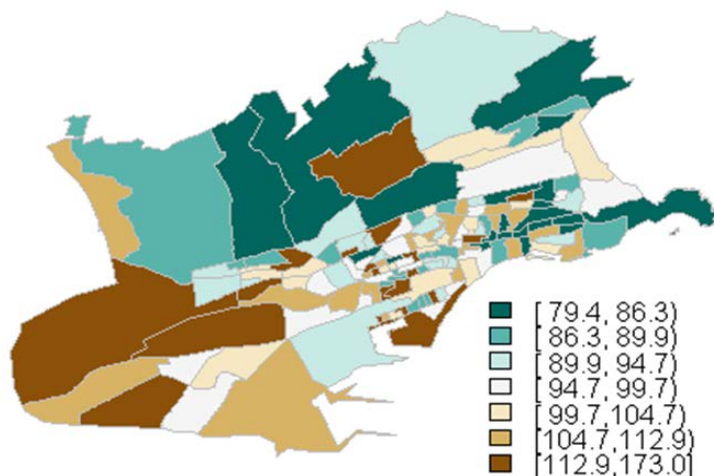 [ 79.4, 86.3)
[ 86.3, 89.9)
[ 89.9, 94.7)
[ 94.7, 99.7)
[ 99.7,104.7)
[104.7,112.9)
[112.9,173.0]